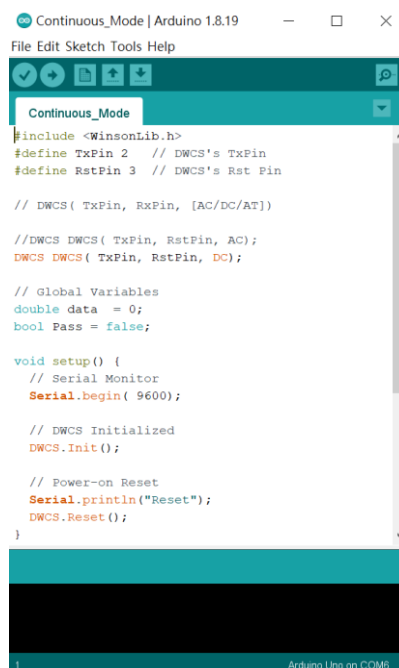 Continuous_Mode | Arduino 1.8.19
File Edit Sketch Tools Help
Continuous_Mode
#include <WinsonLib.h>
#define TxPin 2   // DWCS's TxPin
#define RstPin 3  // DWCS's Rst Pin
// DWCS( TxPin, RxPin, [AC/DC/AT])
//DWCS DWCS( TxPin, RstPin, AC);
DWCS DWCS( TxPin, RstPin, DC);
// Global Variables
double data  = 0;
bool Pass = false;
void setup() {
  // Serial Monitor
  Serial.begin( 9600);
  // DWCS Initialized
  DWCS.Init();
  // Power-on Reset
  Serial.println("Reset");
  DWCS.Reset();
}
1
Arduino Uno on COM6